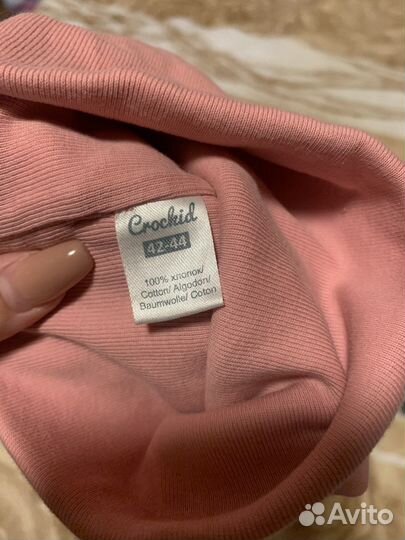 Crockid
42-44
100% хлопок/
Cotton/ Algodon/
Baumwolle/ Coton
Avito